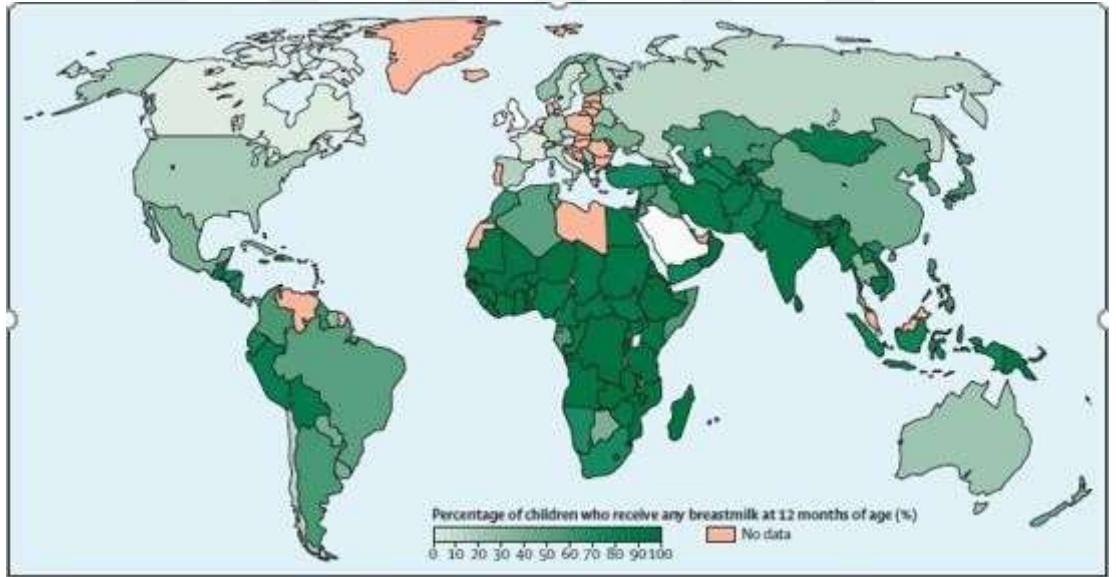 Percentage of children who receive any breastmilk at 12 months of age (%)
0 10 20 30 40 50 60 70 80 90 100
No data